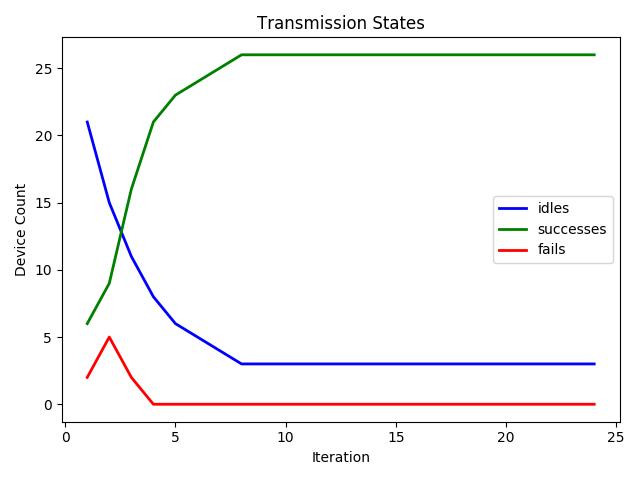 Transmission States
Device Count
25
20
15
10
5
0
idles
successes
fails
0 5 10 15 20 25
Iteration